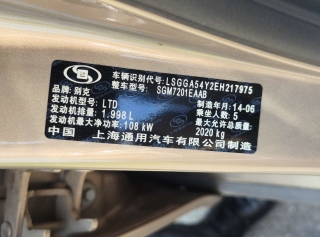 车辆识别代号: LSGGA54Y2EH217975
整车型号: SGM7201EAAB
品牌: 别克
发动机型号: LTD 制造年月: 14-06
发动机排量: 1.998 L 乘坐人数: 5
发动机最大净功率: 108 kW 最大允许总质量: 2020 kg
中国 上海通用汽车有限公司制造